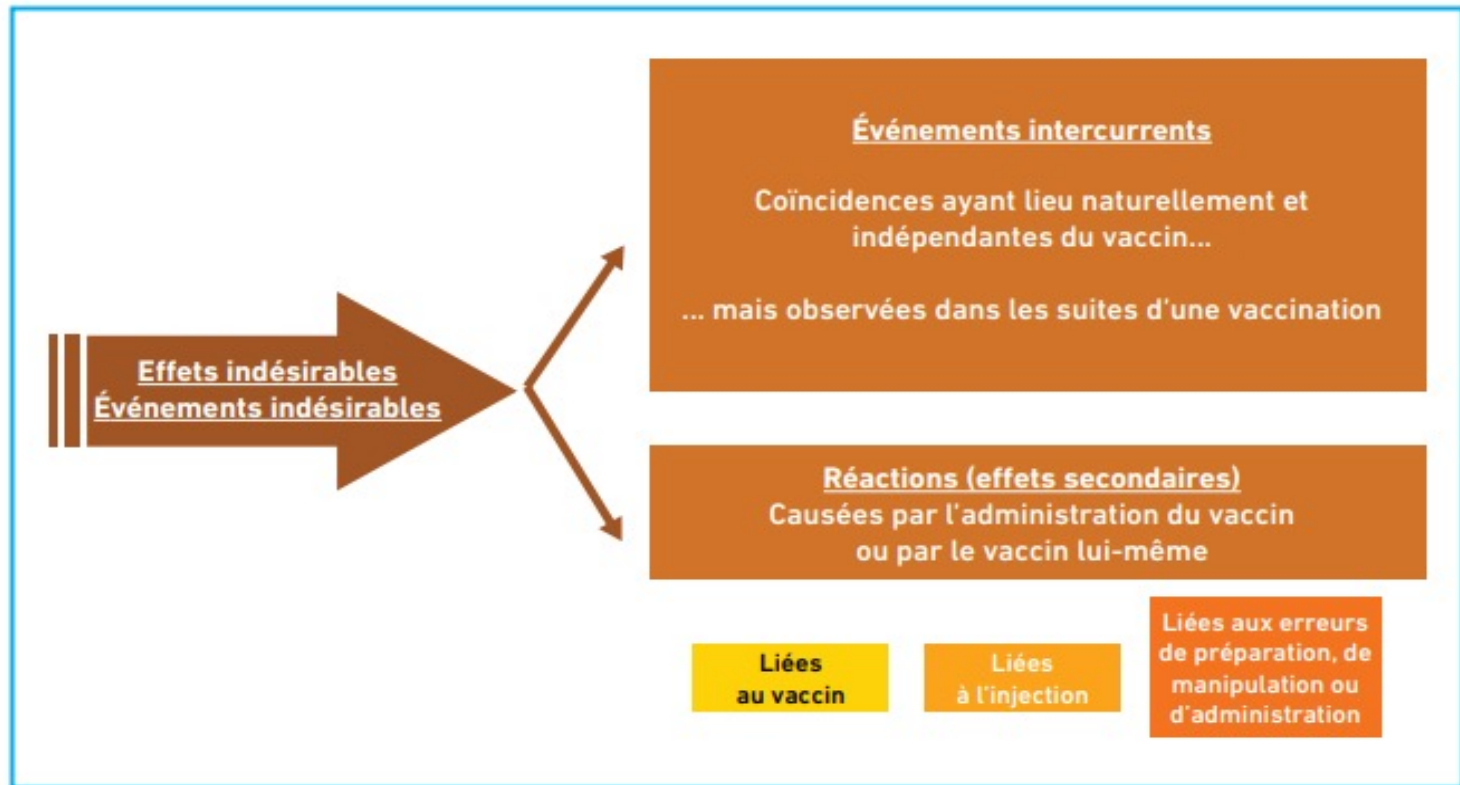 Effets indésirables
Événements indésirables
Événements intercurrents
Coïncidences ayant lieu naturellement et
indépendantes du vaccin...
... mais observées dans les suites d'une vaccination
Réactions (effets secondaires)
Causées par l'administration du vaccin
ou par le vaccin lui-même
Liées
au vaccin
Liées
à l'injection
Liées aux erreurs
de préparation, de
manipulation ou
d'administration